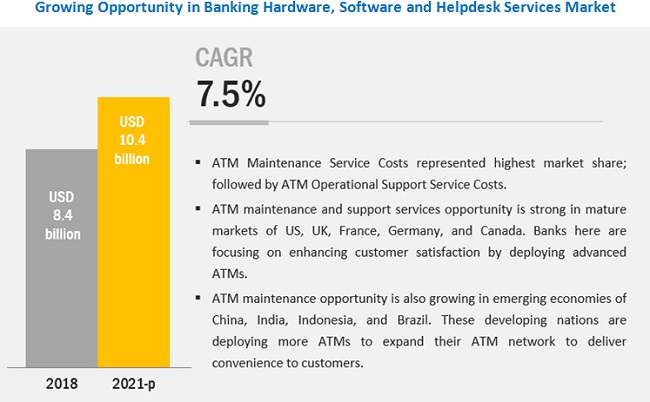 Growing Opportunity in Banking Hardware, Software and Helpdesk Services Market
CAGR
7.5%
USD
10.4
billion
USD
8.4
billion
2018
2021-p
▪ ATM Maintenance Service Costs represented highest market share;
followed by ATM Operational Support Service Costs.
▪ ATM maintenance and support services opportunity is strong in mature
markets of US, UK, France, Germany, and Canada. Banks here are
focusing on enhancing customer satisfaction by deploying advanced
ATMs.
▪ ATM maintenance opportunity is also growing in emerging economies of
China, India, Indonesia, and Brazil. These developing nations are
deploying more ATMs to expand their ATM network to deliver
convenience to customers.